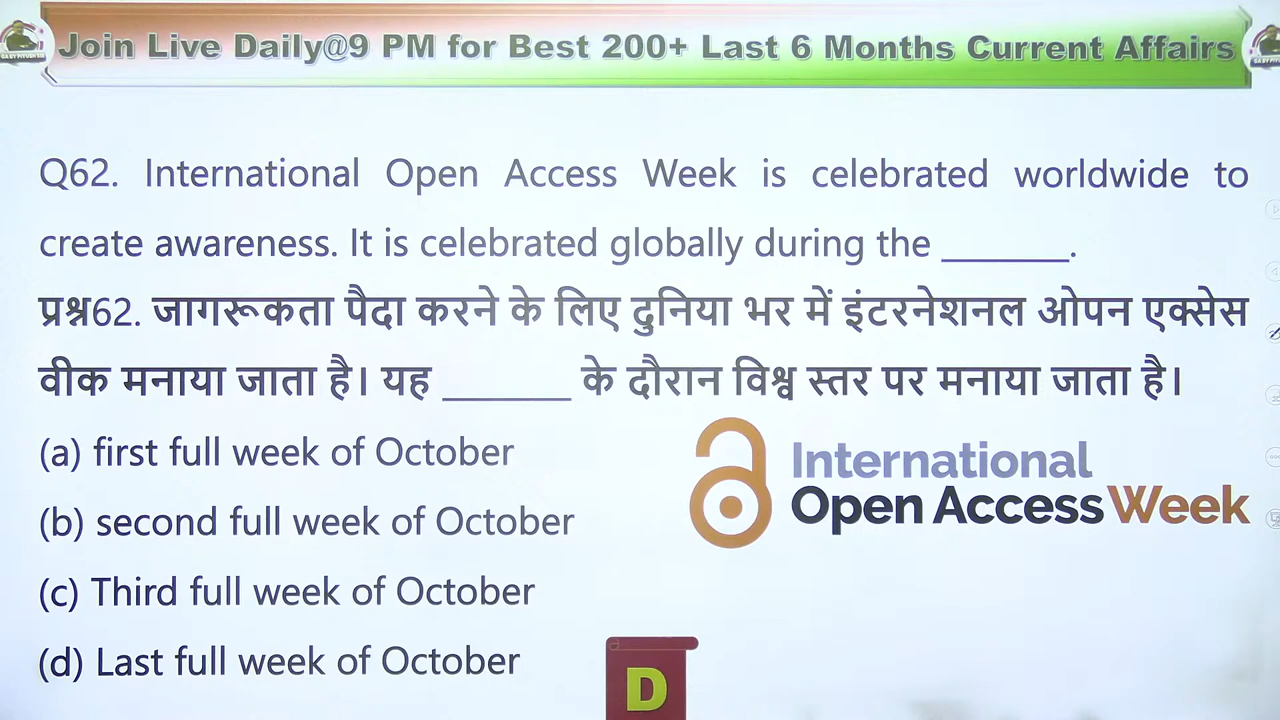 Join Live Daily@9 PM for Best 200+ Last 6 Months Current Affairs
Q62. International Open Access Week is celebrated worldwide to
create awareness. It is celebrated globally during the _______.
प्रश्न62. जागरूकता पैदा करने के लिए दुनिया भर में इंटरनेशनल ओपन एक्सेस
वीक मनाया जाता है। यह _______ के दौरान विश्व स्तर पर मनाया जाता है।
(a) first full week of October
(b) second full week of October
(c) Third full week of October
(d) Last full week of October
International
Open Access Week
D